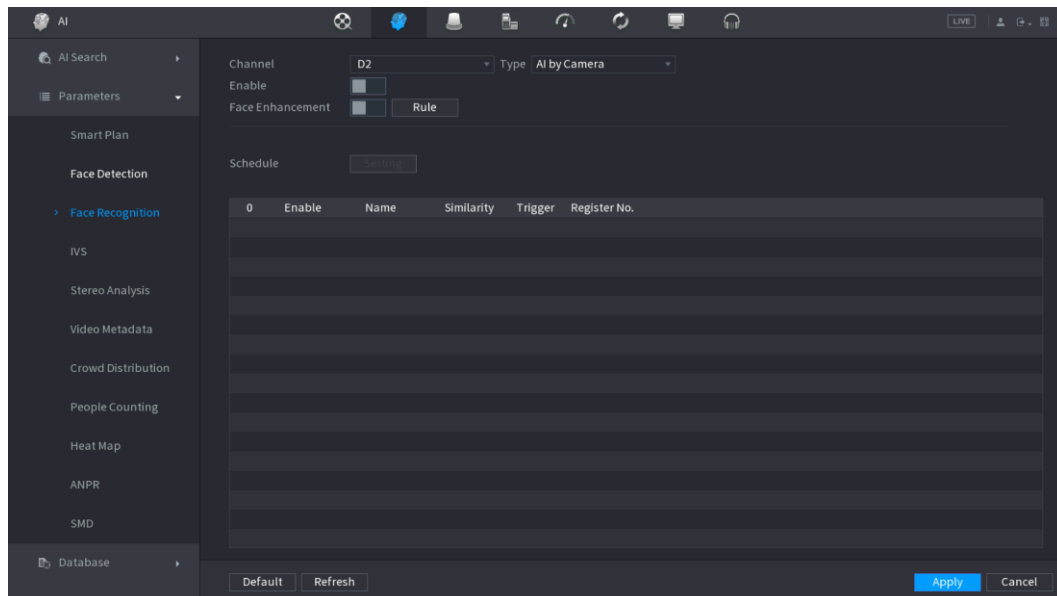 AI
LIVE
AI Search
Parameters
Smart Plan
Face Detection
Face Recognition
IVS
Stereo Analysis
Video Metadata
Crowd Distribution
People Counting
Heat Map
ANPR
SMD
Database
Channel D2 Type AI by Camera
Enable
Face Enhancement Rule
Schedule Setting
0 Enable Name Similarity Trigger Register No.
Default Refresh Apply Cancel